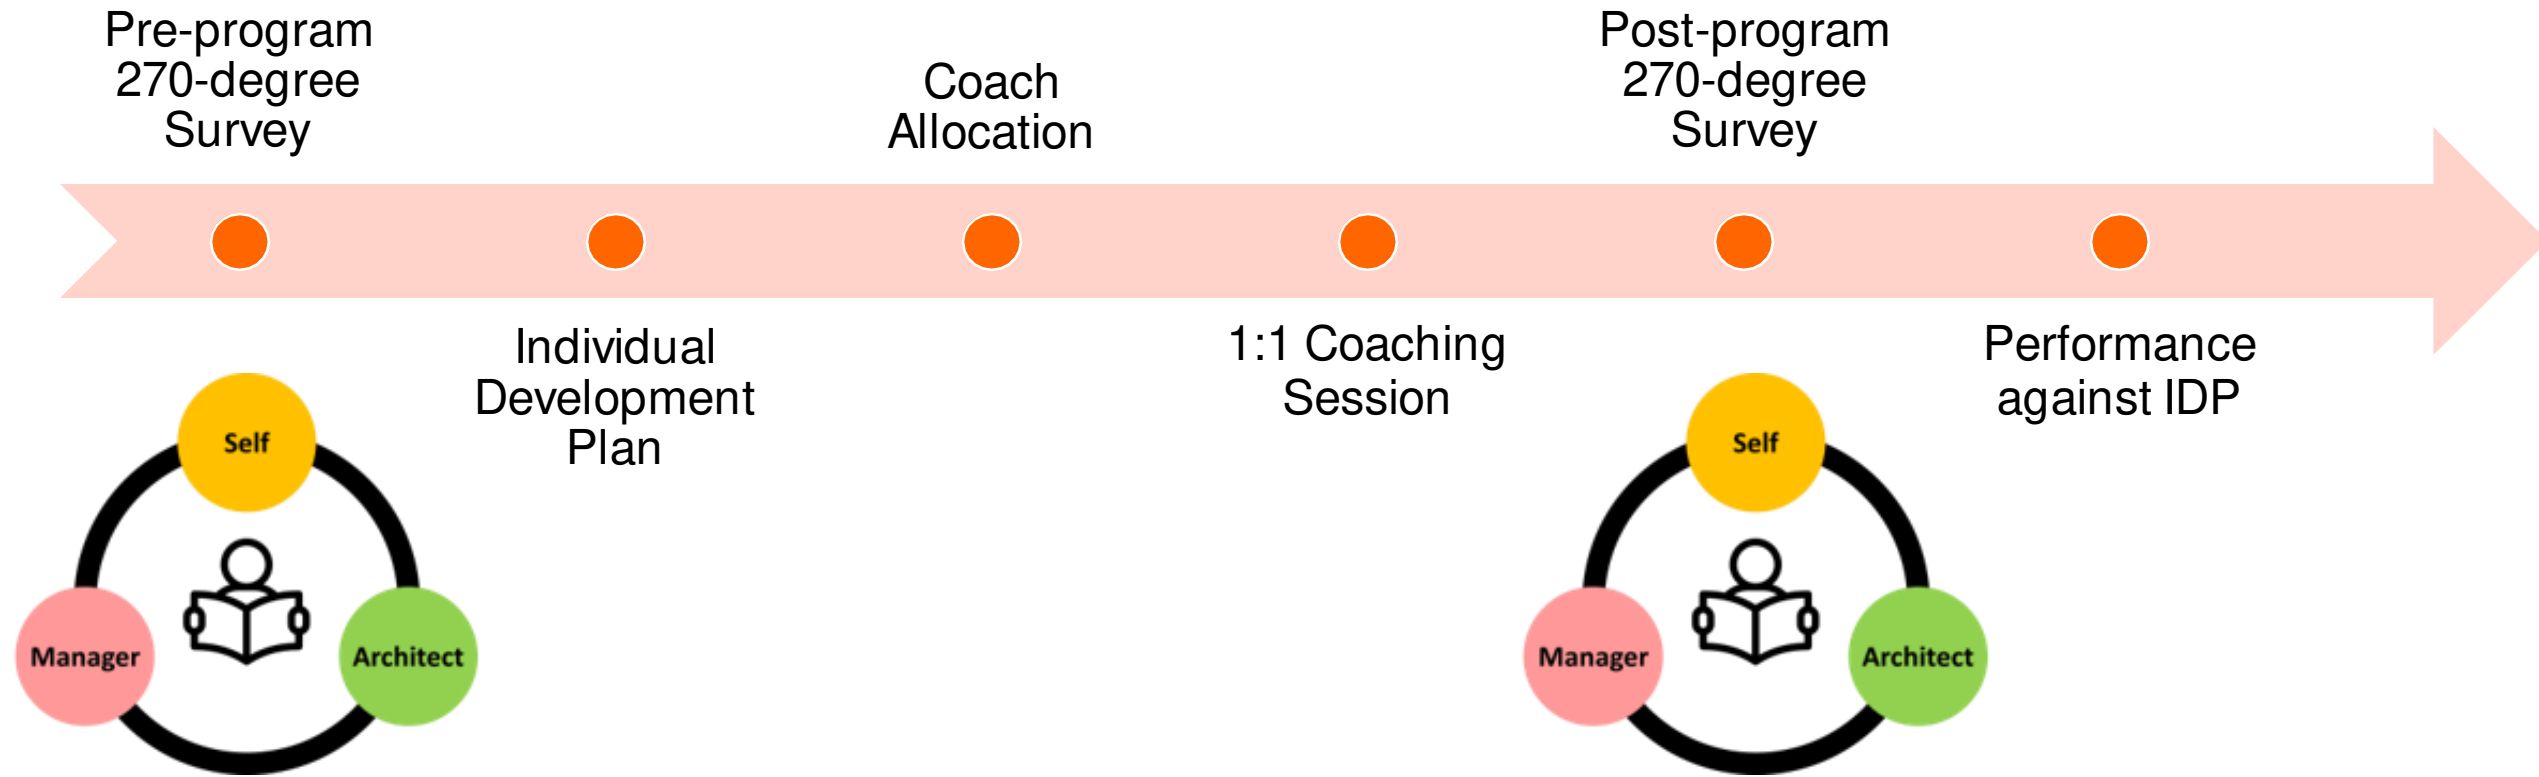 Pre-program
270-degree
Survey
Individual
Development
Plan
Coach
Allocation
1:1 Coaching
Session
Post-program
270-degree
Survey
Performance
against IDP
Self
Manager
Architect
Self
Manager
Architect